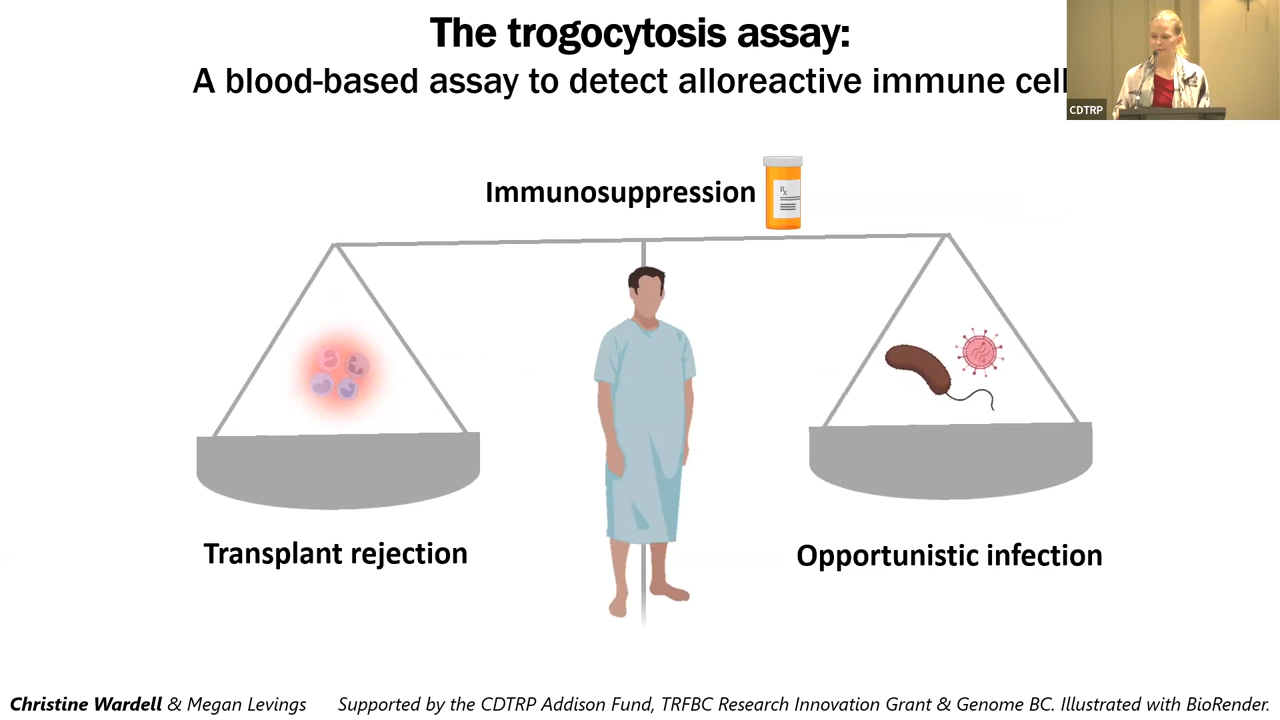 The trogocytosis assay:
A blood-based assay to detect alloreactive immune cell
CDTRP
Immunosuppression
Rx
Transplant rejection
Opportunistic infection
Christine Wardell & Megan Levings Supported by the CDTRP Addison Fund, TRFBC Research Innovation Grant & Genome BC. Illustrated with BioRender.